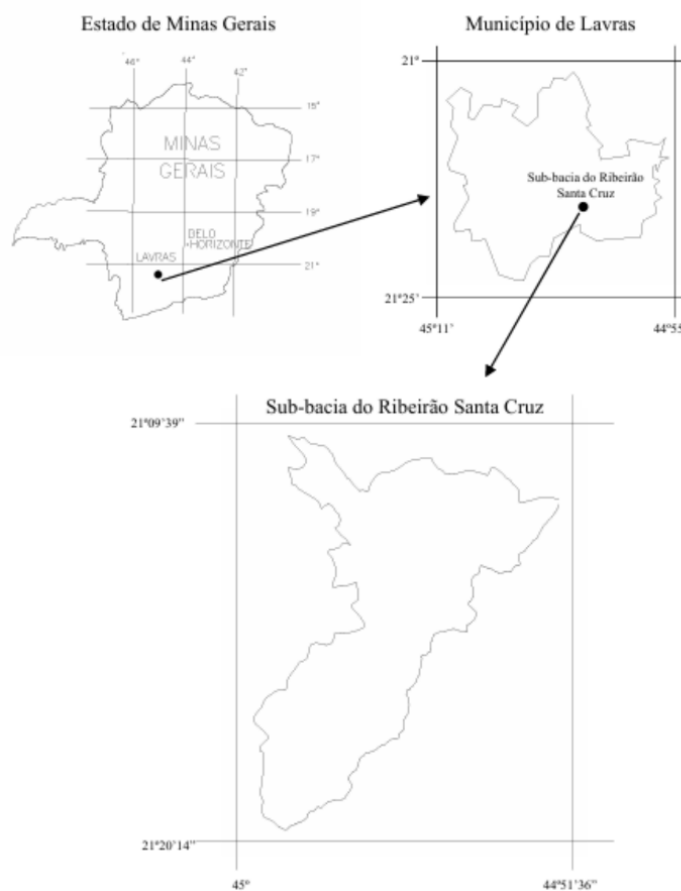 Estado de Minas Gerais
46° 44° 42°
15°
MINAS
GERAIS
17°
19°
BELO
HORIZONTE
LAVRAS
21°
Município de Lavras
21°
Sub-bacia do Ribeirão
Santa Cruz
21°25'
45°11' 44°55
Sub-bacia do Ribeirão Santa Cruz
21°09'39"
21°20'14"
45° 44°51'36"